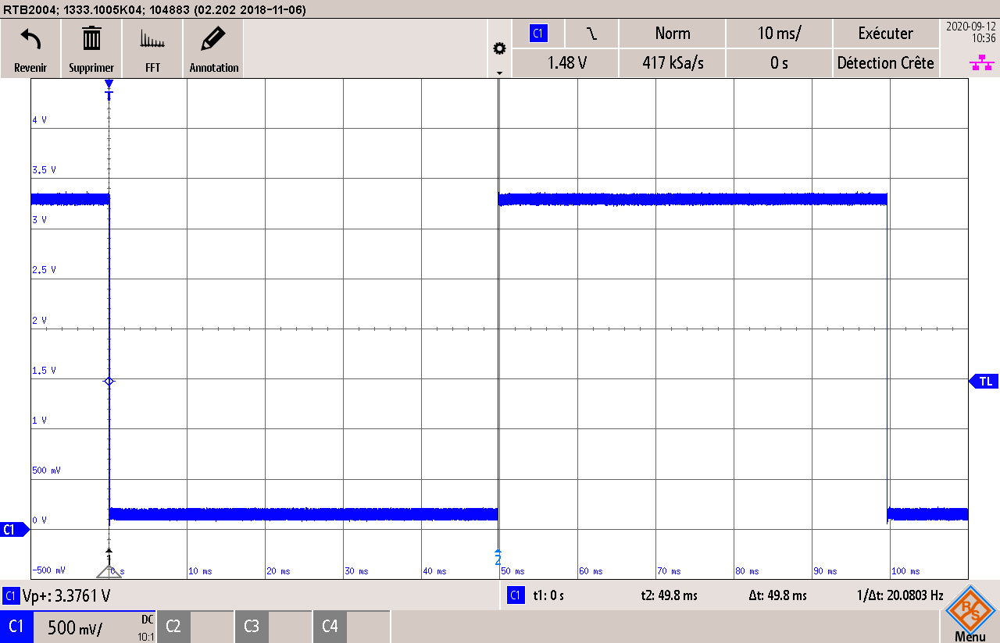 RTB2004; 1333.1005K04; 104883 (02.202 2018-11-06)
Revenir
Supprimer
FFT
Annotation
C1
Norm
10 ms/
Exécuter
2020-09-12
10:36
1.48 V
417 kSa/s
0 s
Détection Crête
T
4 V
3.5 V
3 V
2.5 V
2 V
1.5 V
TL
1 V
500 mV
0 V
C1
1
2
-500 mV
0 s
10 ms
20 ms
30 ms
40 ms
50 ms
60 ms
70 ms
80 ms
90 ms
100 ms
C1 Vp+: 3.3761 V
C1 t1: 0 s t2: 49.8 ms Δt: 49.8 ms 1/Δt: 20.0803 Hz
C1 500 mV/ DC 10:1
C2
C3
C4
R S
Menu